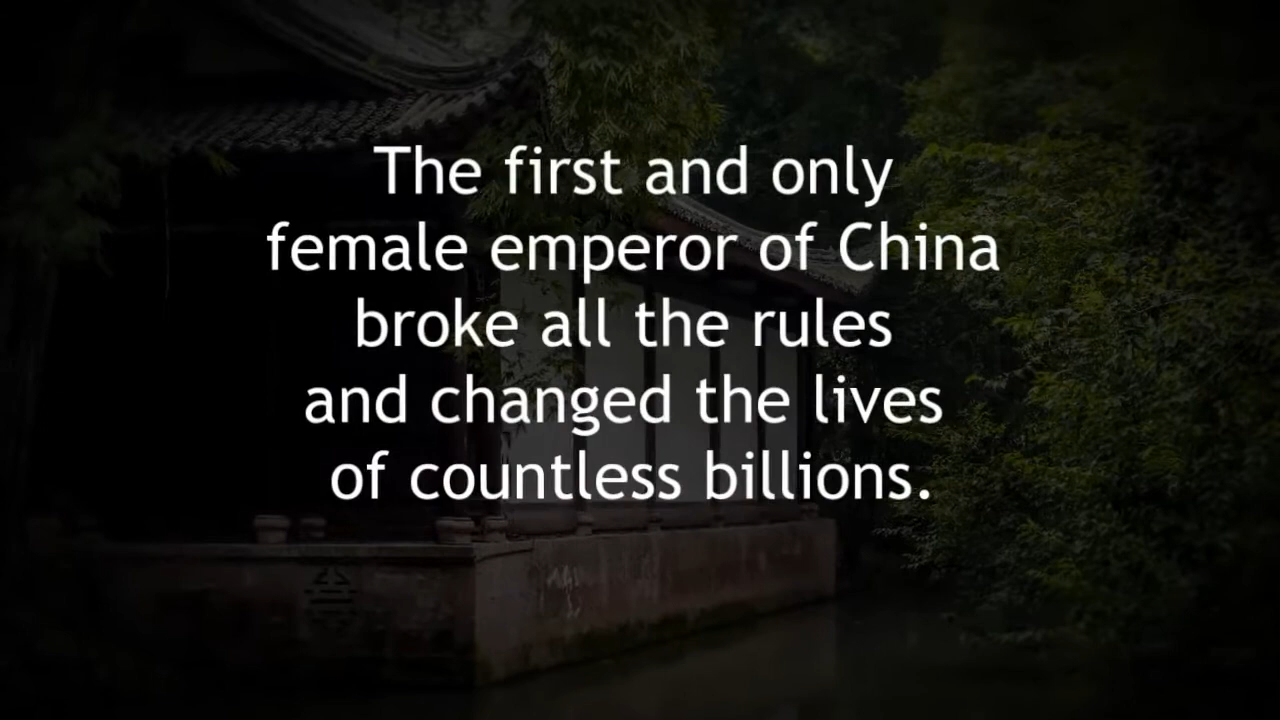 The first and only
female emperor of China
broke all the rules
and changed the lives
of countless billions.